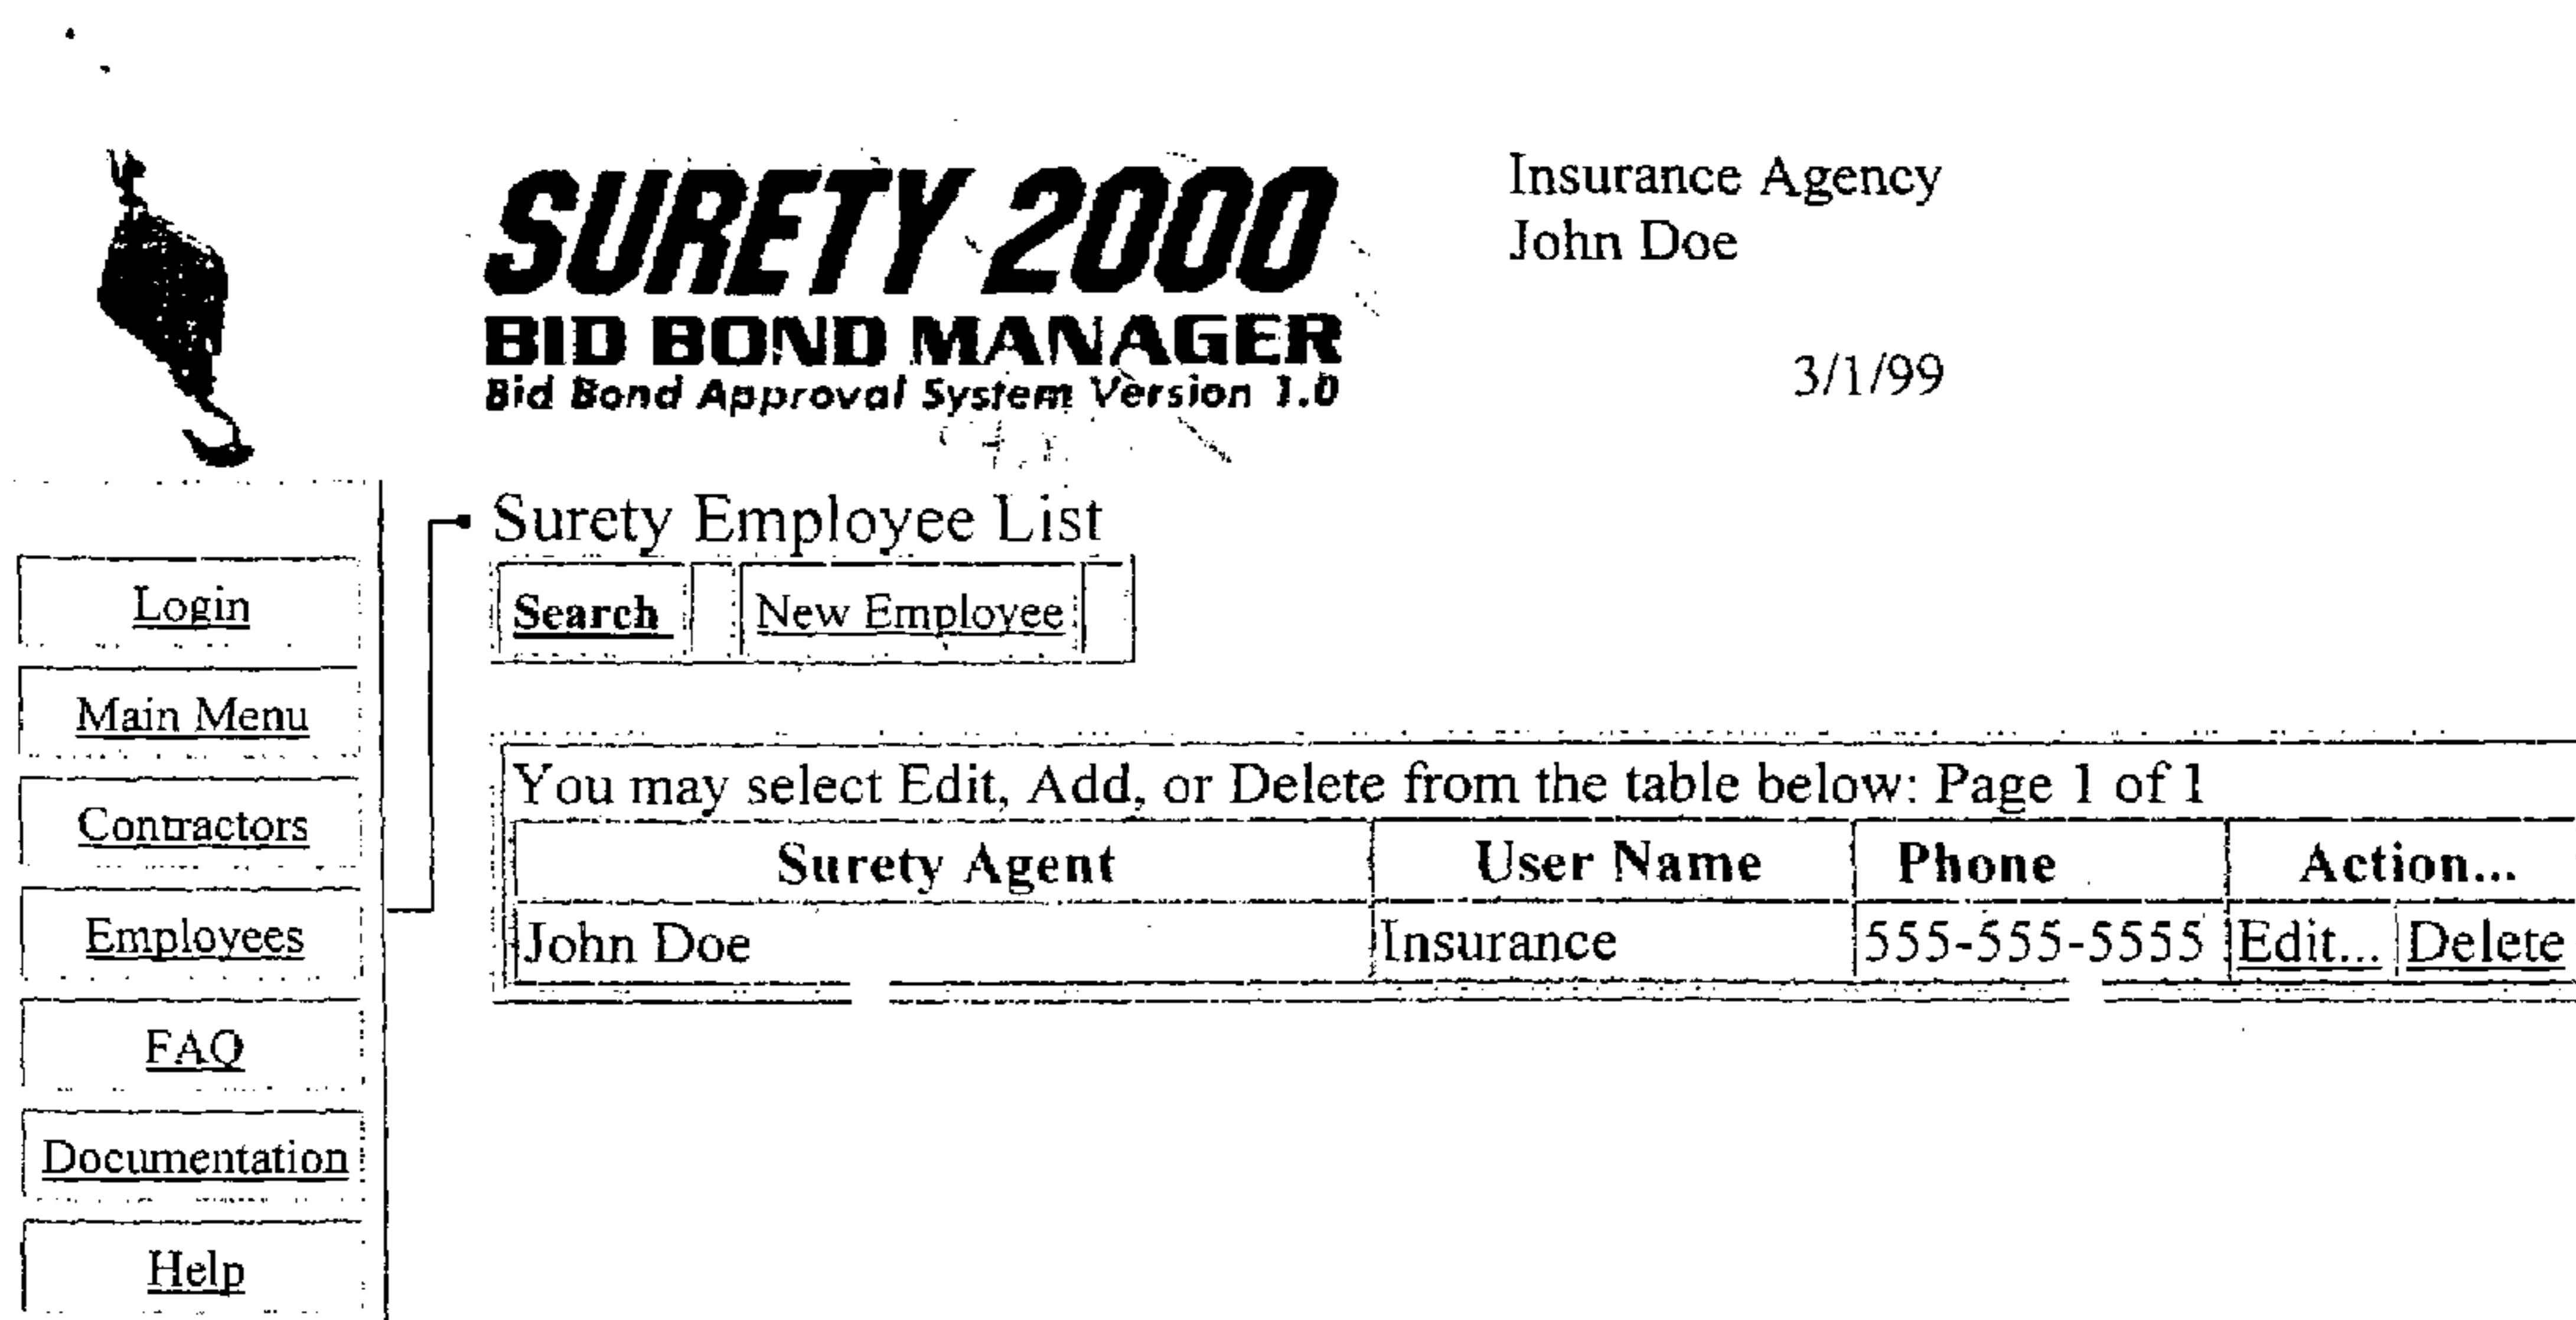 SURETY 2000
BID BOND MANAGER
Bid Bond Approval System Version 1.0
Insurance Agency
John Doe
3/1/99
Login
Main Menu
Contractors
Employees
FAQ
Documentation
Help
Surety Employee List
Search New Employee
You may select Edit, Add, or Delete from the table below: Page 1 of 1
Surety Agent User Name Phone Action...
John Doe Insurance 555-555-5555 Edit... Delete